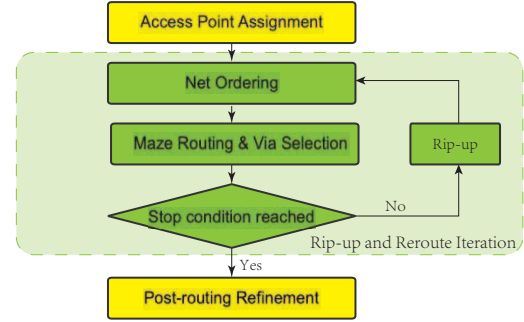 Access Point Assignment
Net Ordering
Maze Routing & Via Selection
Rip-up
Stop condition reached
No
Rip-up and Reroute Iteration
Yes
Post-routing Refinement